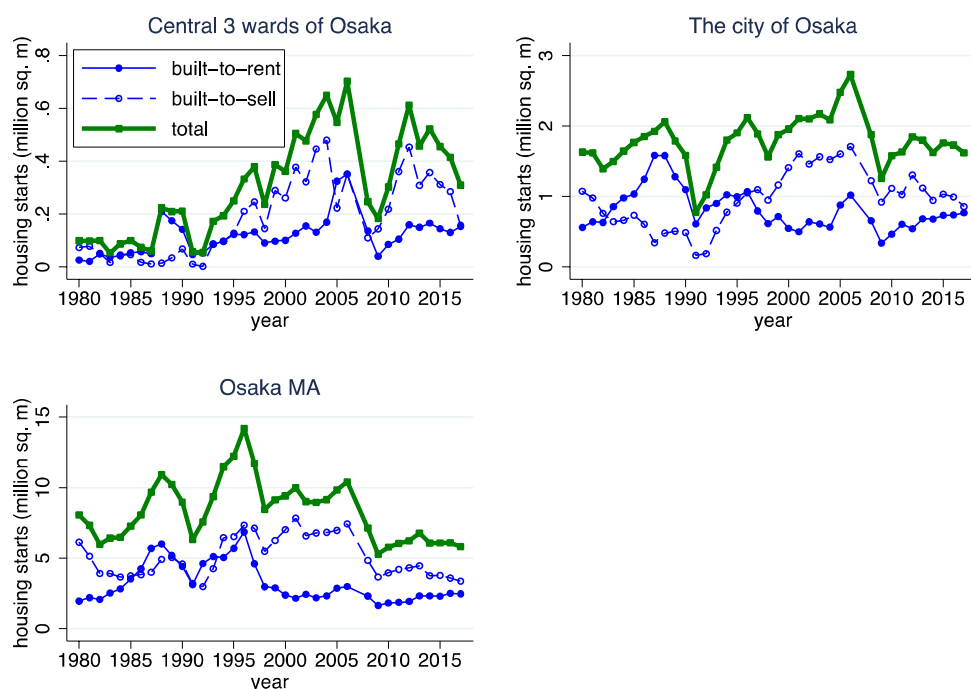 Central 3 wards of Osaka
housing starts (million sq. m)
.8
.6
.4
.2
0
built-to-rent
built-to-sell
total
1980 1985 1990 1995 2000 2005 2010 2015
year
The city of Osaka
housing starts (million sq. m)
3
2
1
0
1980 1985 1990 1995 2000 2005 2010 2015
year
Osaka MA
housing starts (million sq. m)
15
10
5
0
1980 1985 1990 1995 2000 2005 2010 2015
year